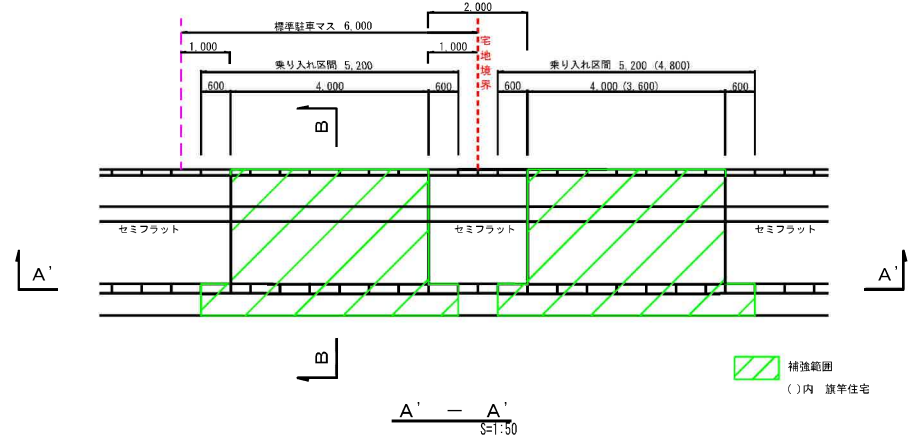 2,000
標準駐車マス 6,000
1,000
1,000
宅地境界
乗り入れ区間 5,200
乗り入れ区間 5,200 (4,800)
600
4,000
600
600
4,000 (3,600)
600
B
セミフラット
セミフラット
セミフラット
A'
A'
B
補強範囲
( )内 旗竿住宅
A' － A'
S=1:50